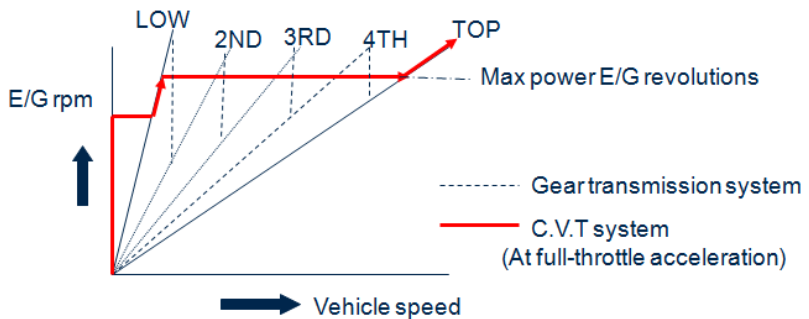 LOW
2ND
3RD
4TH
TOP
E/G rpm
Max power E/G revolutions
Gear transmission system
C.V.T system
(At full-throttle acceleration)
Vehicle speed